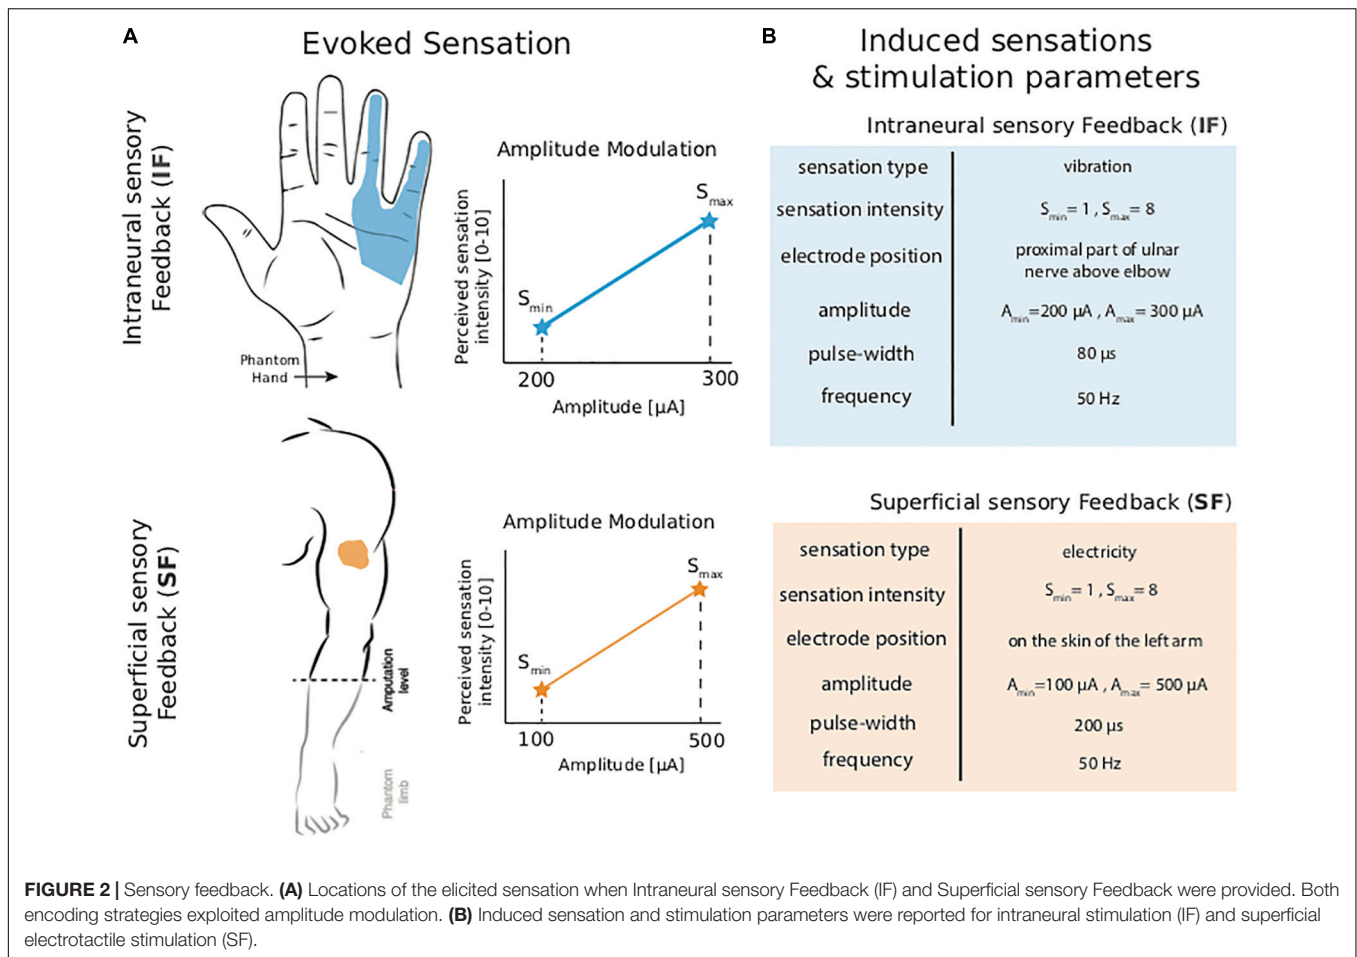 A
Evoked Sensation
Intraneural sensory
Feedback (IF)
Phantom
Hand
Amplitude Modulation
Perceived sensation
intensity [0-10]
Smax
Smin
200
300
Amplitude [µA]
Superficial sensory
Feedback (SF)
Amputation
level
Phantom
limb
Amplitude Modulation
Perceived sensation
intensity [0-10]
Smax
Smin
100
500
Amplitude [µA]
B
Induced sensations
& stimulation parameters
Intraneural sensory Feedback (IF)
sensation type vibration
sensation intensity Smin= 1 , Smax= 8
electrode position proximal part of ulnar
nerve above elbow
amplitude Amin=200 µA , Amax= 300 µA
pulse-width 80 µs
frequency 50 Hz
Superficial sensory Feedback (SF)
sensation type electricity
sensation intensity Smin= 1 , Smax= 8
electrode position on the skin of the left arm
amplitude Amin=100 µA , Amax= 500 µA
pulse-width 200 µs
frequency 50 Hz
FIGURE 2 | Sensory feedback. (A) Locations of the elicited sensation when Intraneural sensory Feedback (IF) and Superficial sensory Feedback were provided. Both
encoding strategies exploited amplitude modulation. (B) Induced sensation and stimulation parameters were reported for intraneural stimulation (IF) and superficial
electrotactile stimulation (SF).